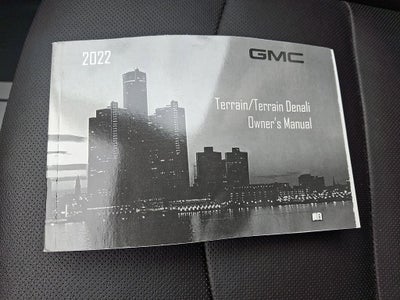 2022
GMC
Terrain/Terrain Denali
Owner's Manual